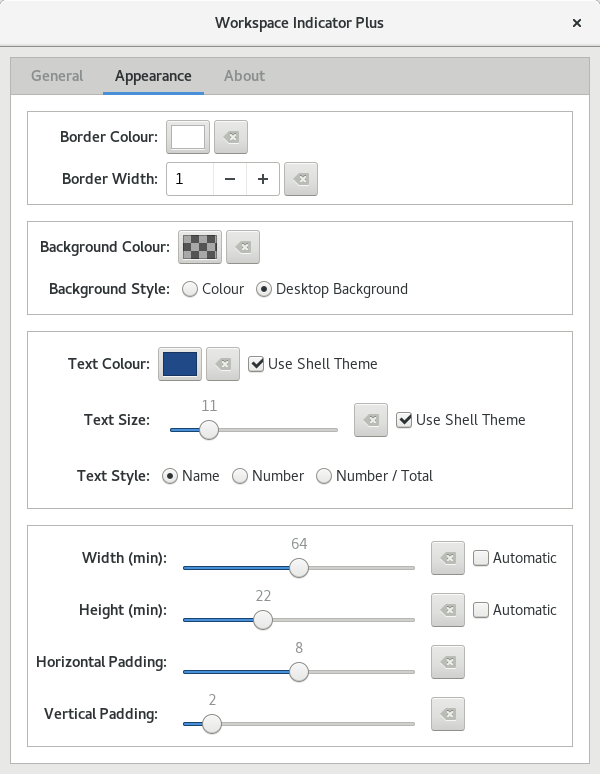 Workspace Indicator Plus
General Appearance About
Border Colour:
Border Width: 1
Background Colour:
Background Style: Colour Desktop Background
Text Colour: Use Shell Theme
11
Text Size: Use Shell Theme
Text Style: Name Number Number / Total
64
Width (min): Automatic
22
Height (min): Automatic
8
Horizontal Padding:
2
Vertical Padding: